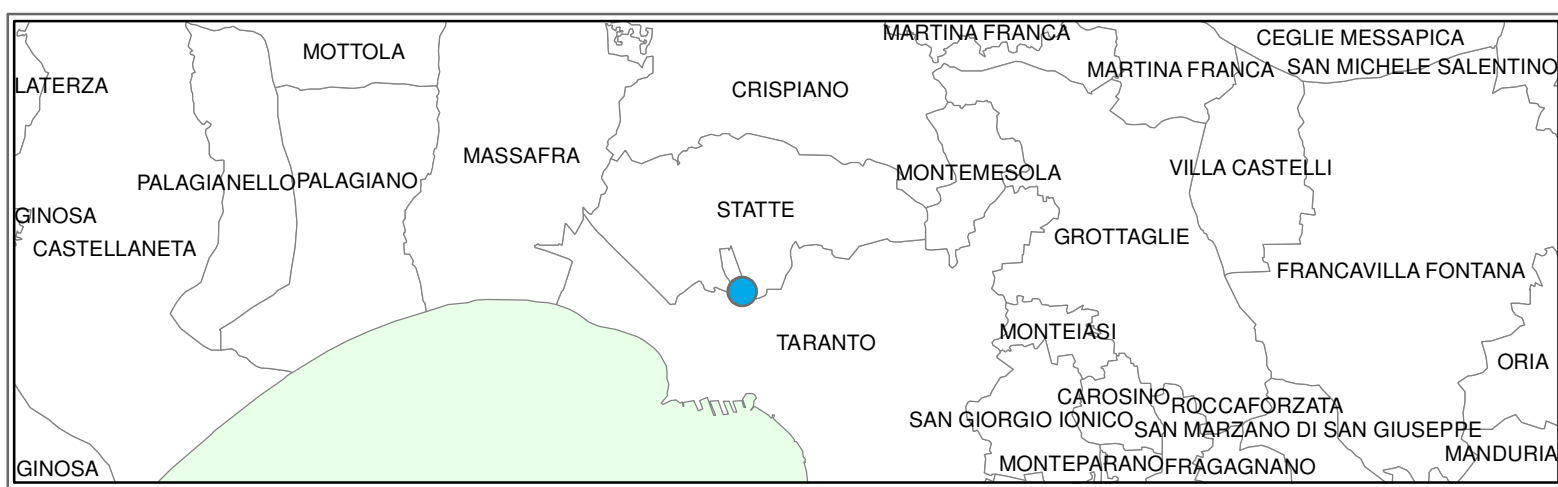 MARTINA FRANCA
CEGLIE MESSAPICA
MOTTOLA
MARTINA FRANCA
SAN MICHELE SALENTINO
LATERZA
CRISPIANO
MASSAFRA
PALAGIANELLO
PALAGIANO
MONTEMESOLA
VILLA CASTELLI
STATTE
GINOSA
CASTELLANETA
GROTTAGLIE
FRANCAVILLA FONTANA
MONTEIASI
TARANTO
ORIA
CAROSINO
ROCCAFORZATA
SAN GIORGIO IONICO
SAN MARZANO DI SAN GIUSEPPE
MANDURIA
GINOSA
MONTEPARANO
FRAGAGNANO